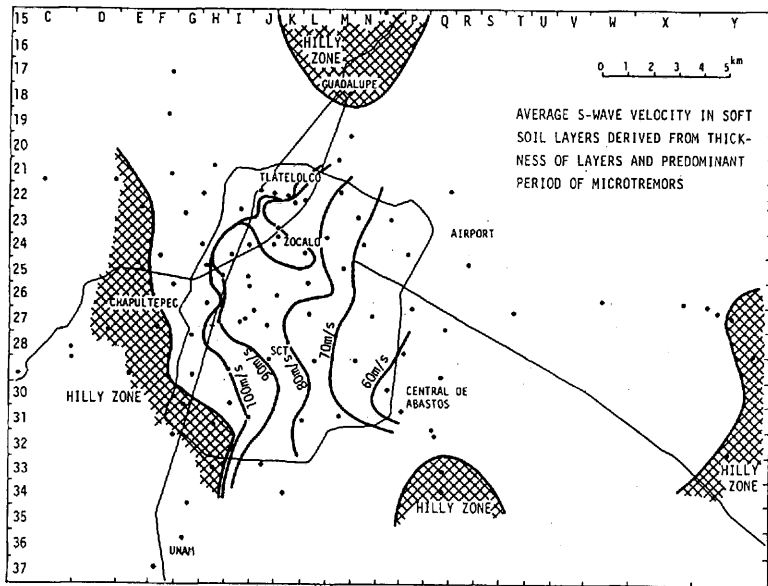 C D E F G H I J K L M N P Q R S T U V W X Y
15
16
17
18
20
21
22
23
24
25
26
27
28
29
30
31
32
33
34
35
36
37
HILLY
ZONE
GUADALUPE
5 km
0 1 2 3 4
AVERAGE S-WAVE VELOCITY IN SOFT
SOIL LAYERS DERIVED FROM THICK-
NESS OF LAYERS AND PREDOMINANT
PERIOD OF MICROTREMORS
TLATELOLCO
ZOCALO
AIRPORT
CHAPULTEPEC
SCT
100m/s
90m/s
80m/s
70m/s
60m/s
CENTRAL DE
ABASTOS
HILLY ZONE
HILLY
ZONE
HILLY ZONE
UNAM